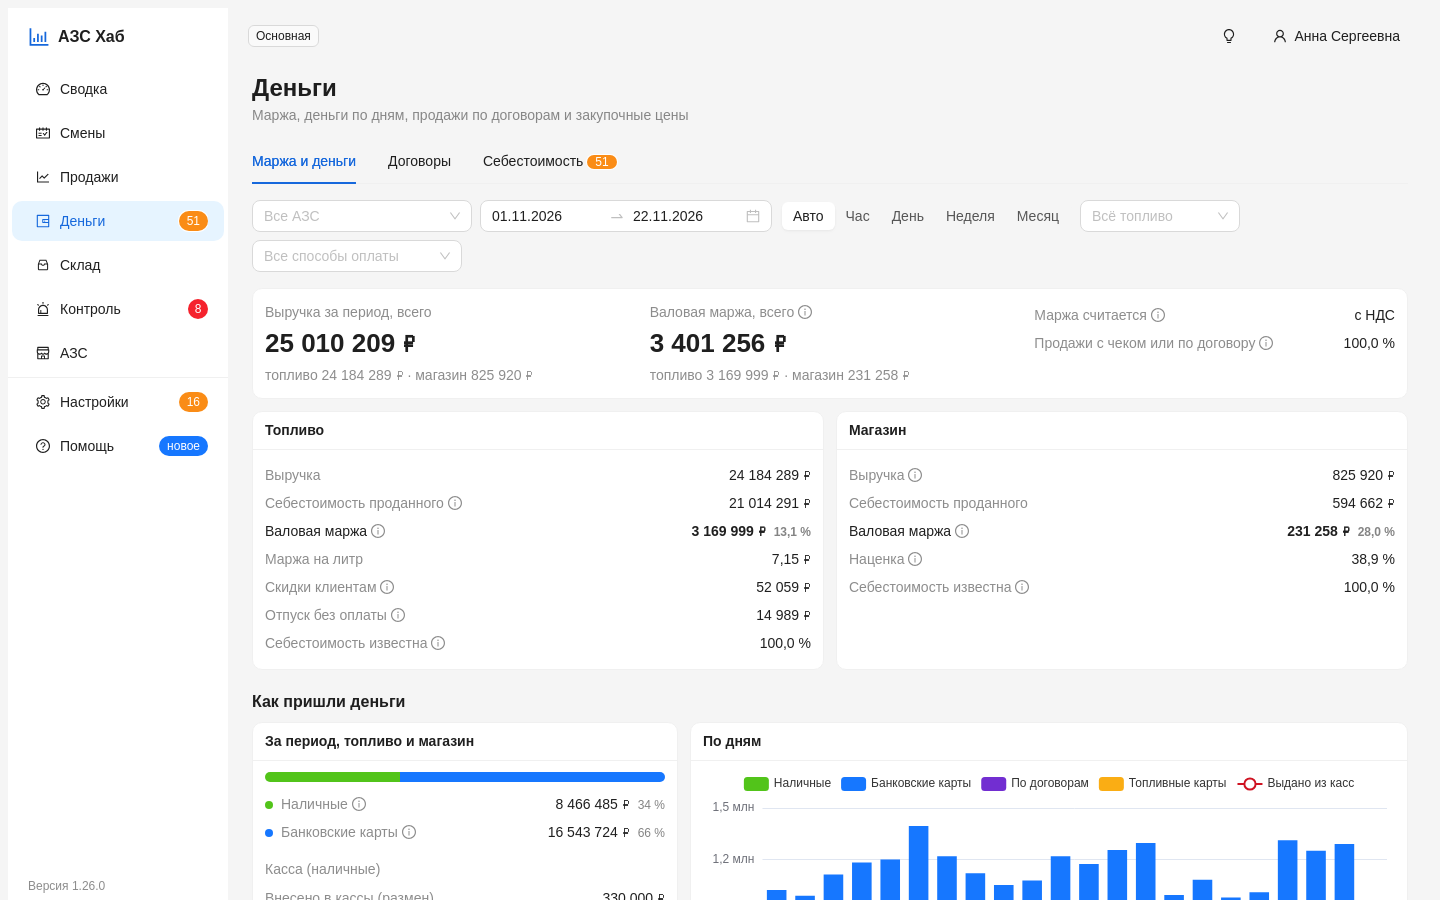 АЗС Хаб
Основная
Анна Сергеевна
Сводка
Смены
Продажи
Деньги 51
Склад
Контроль 8
АЗС
Настройки 16
Помощь новое
Версия 1.26.0
Деньги
Маржа, деньги по дням, продажи по договорам и закупочные цены
Маржа и деньги Договоры Себестоимость 51
Все АЗС 01.11.2026 → 22.11.2026 Авто Час День Неделя Месяц Всё топливо
Все способы оплаты
Выручка за период, всего
25 010 209 ₽
топливо 24 184 289 ₽ · магазин 825 920 ₽
Валовая маржа, всего
3 401 256 ₽
топливо 3 169 999 ₽ · магазин 231 258 ₽
Маржа считается с НДС
Продажи с чеком или по договору 100,0 %
Топливо
Выручка 24 184 289 ₽
Себестоимость проданного 21 014 291 ₽
Валовая маржа 3 169 999 ₽ 13,1 %
Маржа на литр 7,15 ₽
Скидки клиентам 52 059 ₽
Отпуск без оплаты 14 989 ₽
Себестоимость известна 100,0 %
Магазин
Выручка 825 920 ₽
Себестоимость проданного 594 662 ₽
Валовая маржа 231 258 ₽ 28,0 %
Наценка 38,9 %
Себестоимость известна 100,0 %
Как пришли деньги
За период, топливо и магазин
Наличные 8 466 485 ₽ 34 %
Банковские карты 16 543 724 ₽ 66 %
Касса (наличные)
Внесено в кассы (размен) 330 000 ₽
По дням
Наличные Банковские карты По договорам Топливные карты Выдано из касс
1,5 млн
1,2 млн